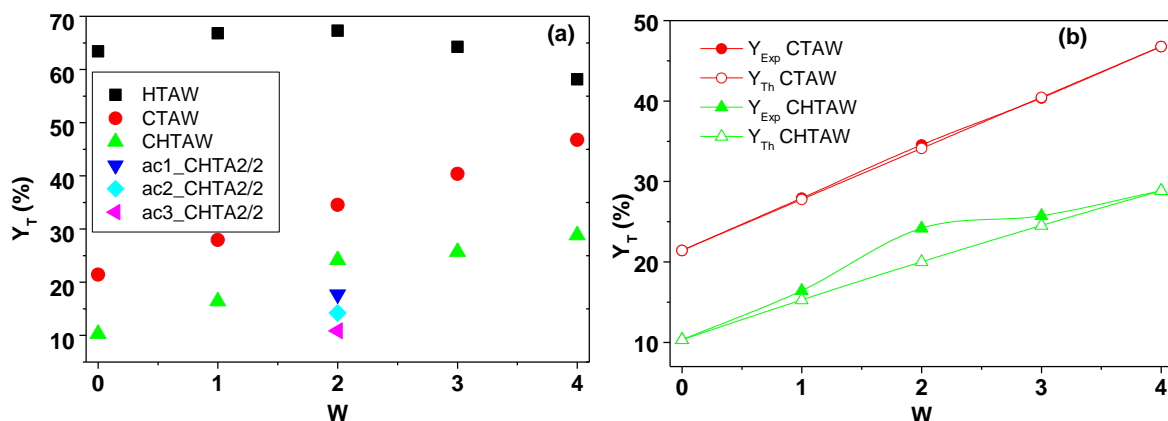 (a)
70
60
50
40
30
20
10
Y_T (%)
HTAW
CTAW
CHTAW
ac1_CHTA2/2
ac2_CHTA2/2
ac3_CHTA2/2
0 1 2 3 4
W
(b)
50
40
30
20
10
Y_T (%)
Y_Exp CTAW
Y_Th CTAW
Y_Exp CHTAW
Y_Th CHTAW
0 1 2 3 4
W